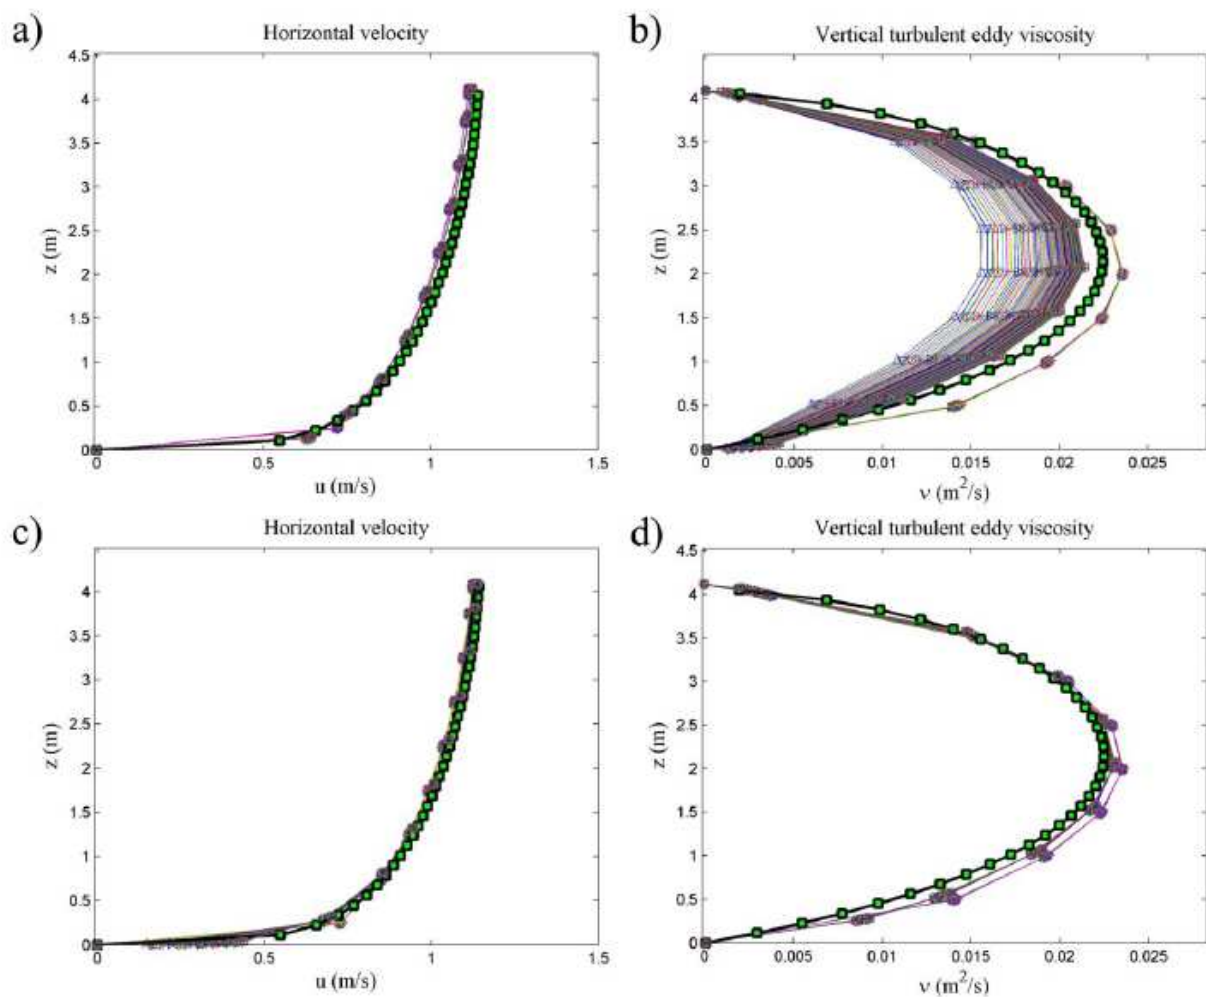 a)
Horizontal velocity
4.5
4
3.5
3
2.5
2
1.5
1
0.5
0
z (m)
0 0.5 1 1.5
u (m/s)
b)
Vertical turbulent eddy viscosity
4
3.5
3
2.5
2
1.5
1
0.5
0
z (m)
0 0.005 0.01 0.015 0.02 0.025
ν (m²/s)
c)
Horizontal velocity
4
3.5
3
2.5
2
1.5
1
0.5
0
z (m)
0 0.5 1 1.5
u (m/s)
d)
Vertical turbulent eddy viscosity
4.5
4
3.5
3
2.5
2
1.5
1
0.5
0
z (m)
0 0.005 0.01 0.015 0.02 0.025
ν (m²/s)